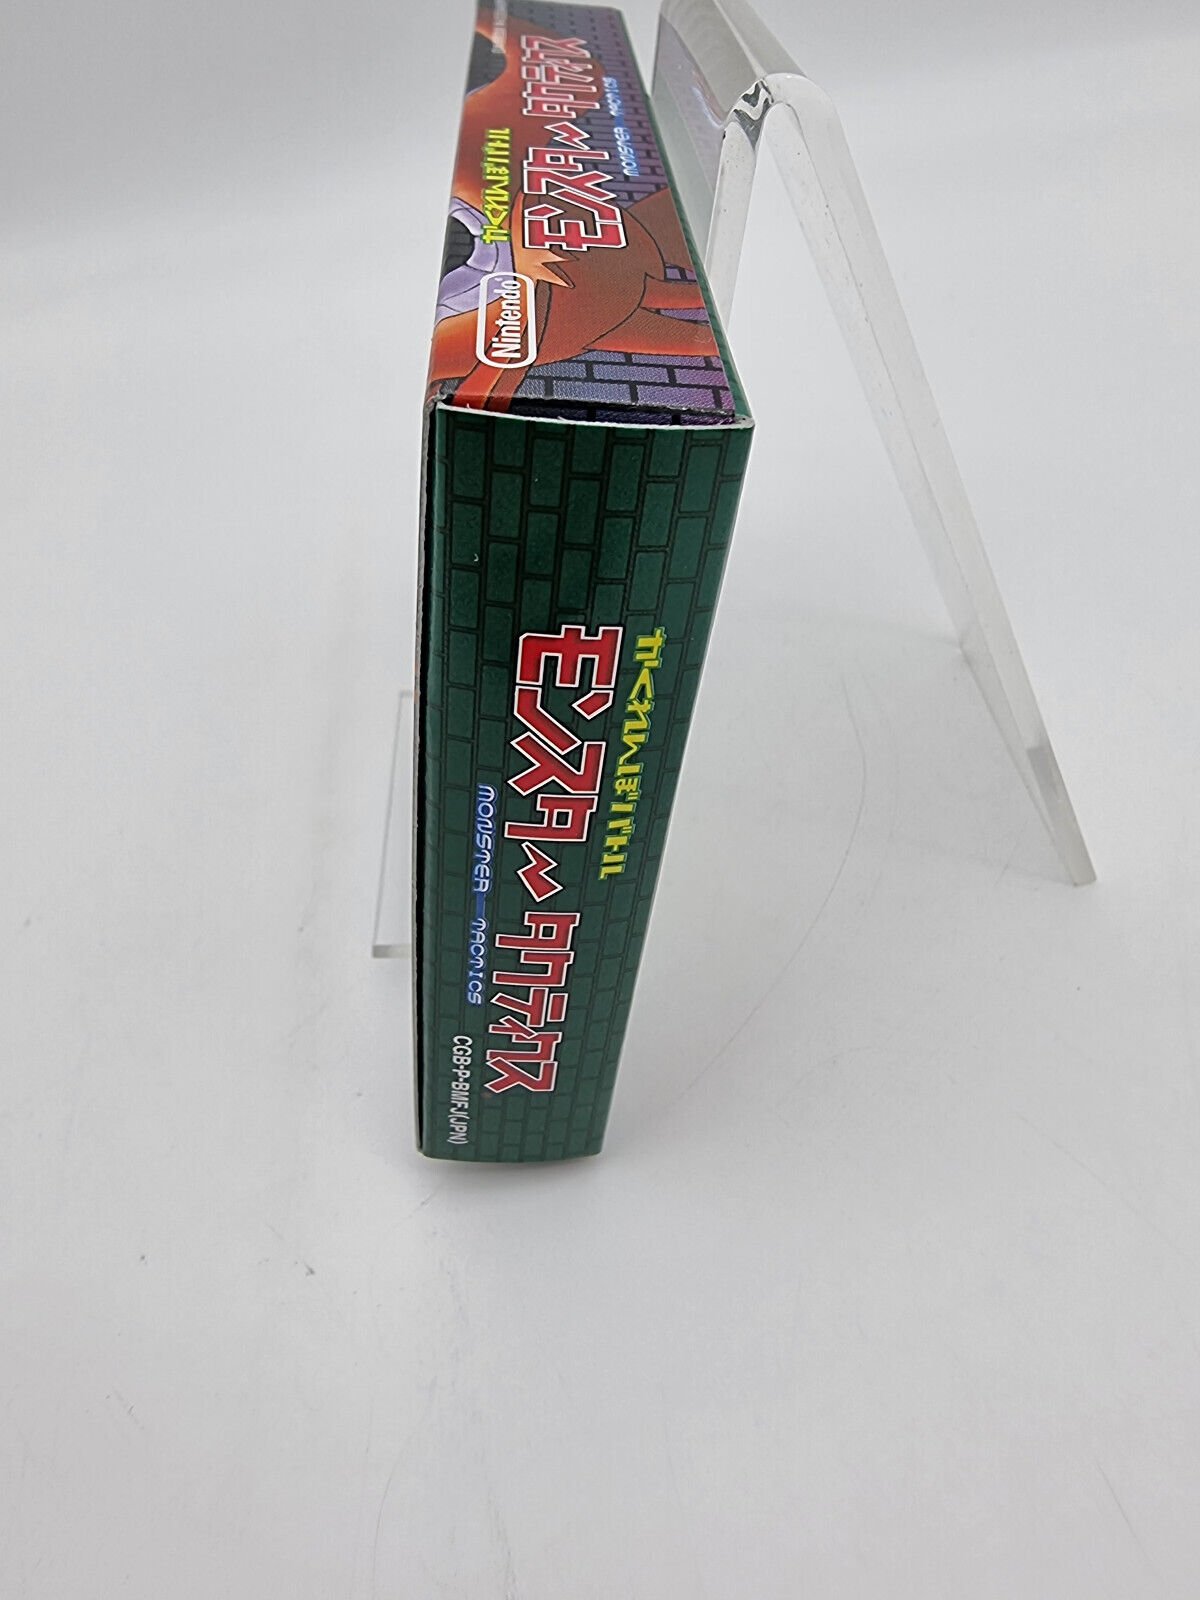 かくれんぼバトル
モンスター タクティクス
MONSTER TACTICS
Nintendo
かくれんぼバトル
モンスター タクティクス
MONSTER TACTICS
CGB-P-BMFJ(JPN)